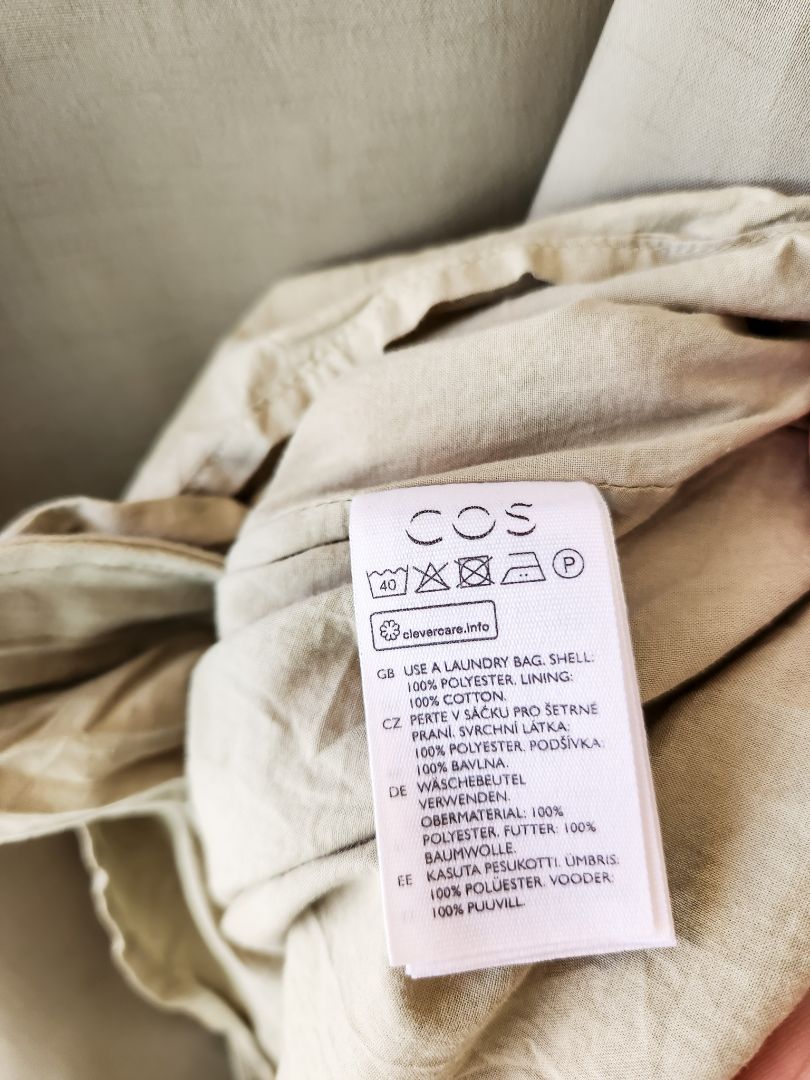 COS
40 P
clevercare.info
GB USE A LAUNDRY BAG. SHELL:
100% POLYESTER. LINING:
100% COTTON.
CZ PERTE V SÁČKU PRO ŠETRNÉ
PRANÍ. SVRCHNÍ LÁTKA:
100% POLYESTER. PODŠÍVKA:
100% BAVLNA.
DE WÄSCHEBEUTEL
VERWENDEN.
OBERMATERIAL: 100%
POLYESTER. FUTTER: 100%
BAUMWOLLE.
EE KASUTA PESUKOTTI. ÜMBRIS:
100% POLÜESTER. VOODER:
100% PUUVILL.